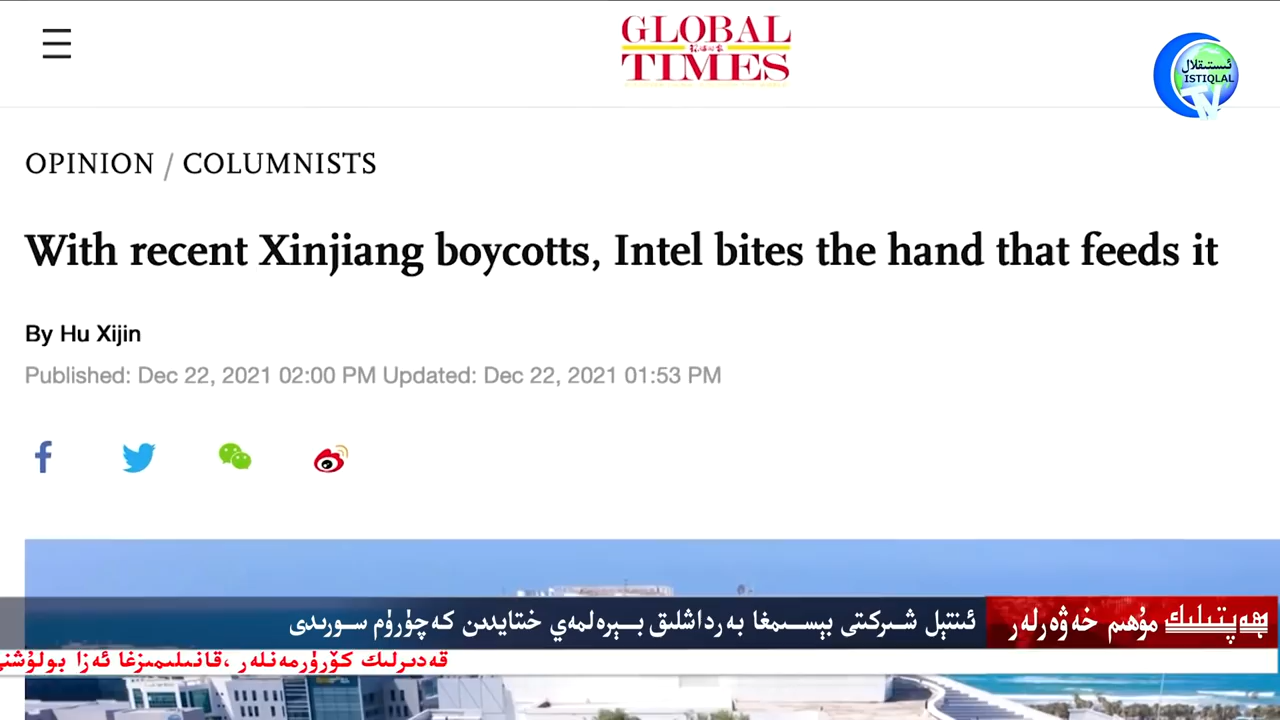 GLOBAL
TIMES
ئىستىقلال
ISTIQLAL
TV
OPINION / COLUMNISTS
With recent Xinjiang boycotts, Intel bites the hand that feeds it
By Hu Xijin
Published: Dec 22, 2021 02:00 PM Updated: Dec 22, 2021 01:53 PM
ھەپتىلىك مۇھىم خەۋەرلەر
ئىنتېل شىركىتى بېسىمغا بەرداشلىق بېرەلمەي خىتايدىن كەچۈرۈم سورىدى
قەدىرلىك كۆرۈرمەنلەر ،قانىلىمىزغا ئەزا بولۇشنى